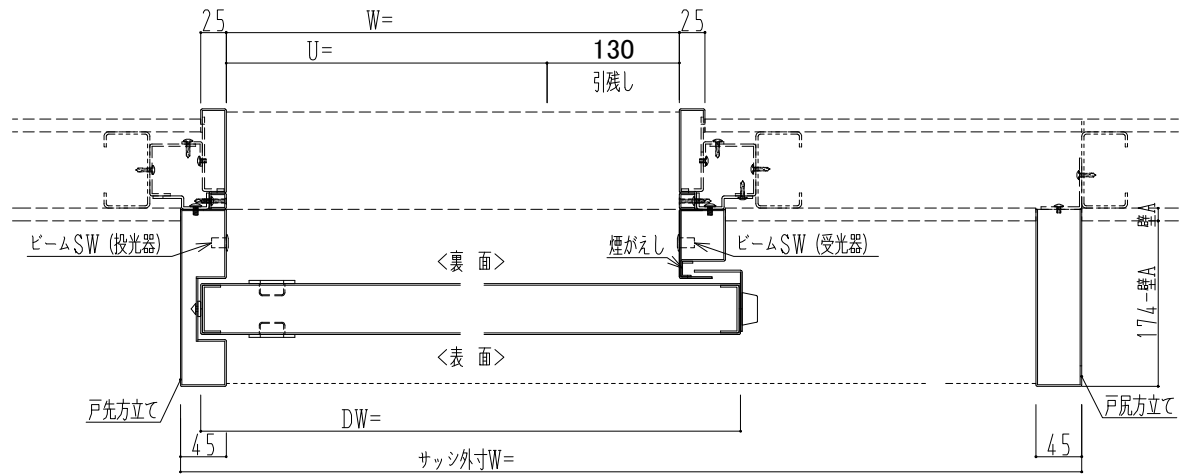 25
W=
25
U=
130
引残し
ビームSW (投光器)
<裏 面>
煙がえし
ビームSW (受光器)
壁A
174-壁A
<表 面>
戸先方立て
DW=
戸尻方立て
45
サッシ外寸W=
45